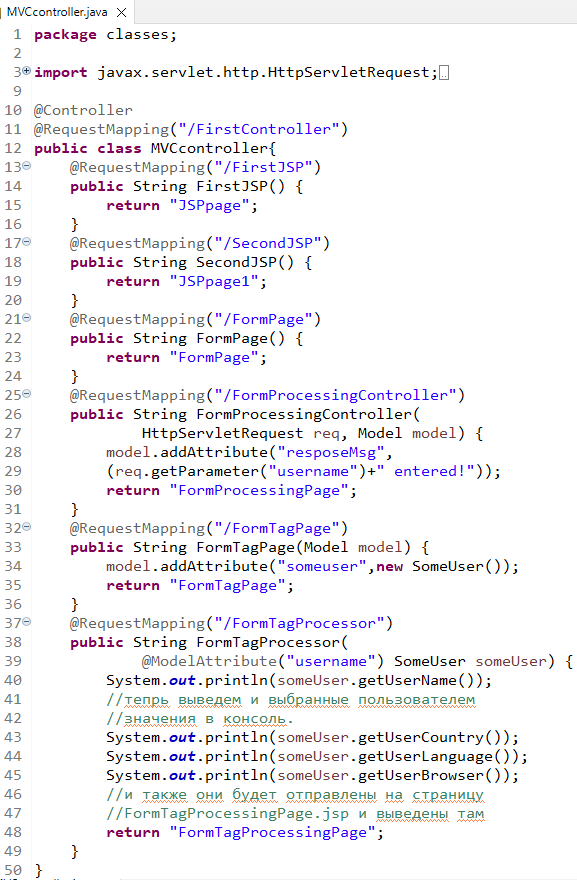 MVCcontroller.java
1 package classes;
2
3 import javax.servlet.http.HttpServletRequest;
9
10 @Controller
11 @RequestMapping("/FirstController")
12 public class MVCcontroller{
13 @RequestMapping("/FirstJSP")
14 public String FirstJSP() {
15 return "JSPpage";
16 }
17 @RequestMapping("/SecondJSP")
18 public String SecondJSP() {
19 return "JSPpage1";
20 }
21 @RequestMapping("/FormPage")
22 public String FormPage() {
23 return "FormPage";
24 }
25 @RequestMapping("/FormProcessingController")
26 public String FormProcessingController(
27 HttpServletRequest req, Model model) {
28 model.addAttribute("resposeMsg",
29 (req.getParameter("username")+" entered!"));
30 return "FormProcessingPage";
31 }
32 @RequestMapping("/FormTagPage")
33 public String FormTagPage(Model model) {
34 model.addAttribute("someuser",new SomeUser());
35 return "FormTagPage";
36 }
37 @RequestMapping("/FormTagProcessor")
38 public String FormTagProcessor(
39 @ModelAttribute("username") SomeUser someUser) {
40 System.out.println(someUser.getUserName());
41 //тепрь выведем и выбранные пользователем
42 //значения в консоль.
43 System.out.println(someUser.getUserCountry());
44 System.out.println(someUser.getUserLanguage());
45 System.out.println(someUser.getUserBrowser());
46 //и также они будет отправлены на страницу
47 //FormTagProcessingPage.jsp и выведены там
48 return "FormTagProcessingPage";
49 }
50 }